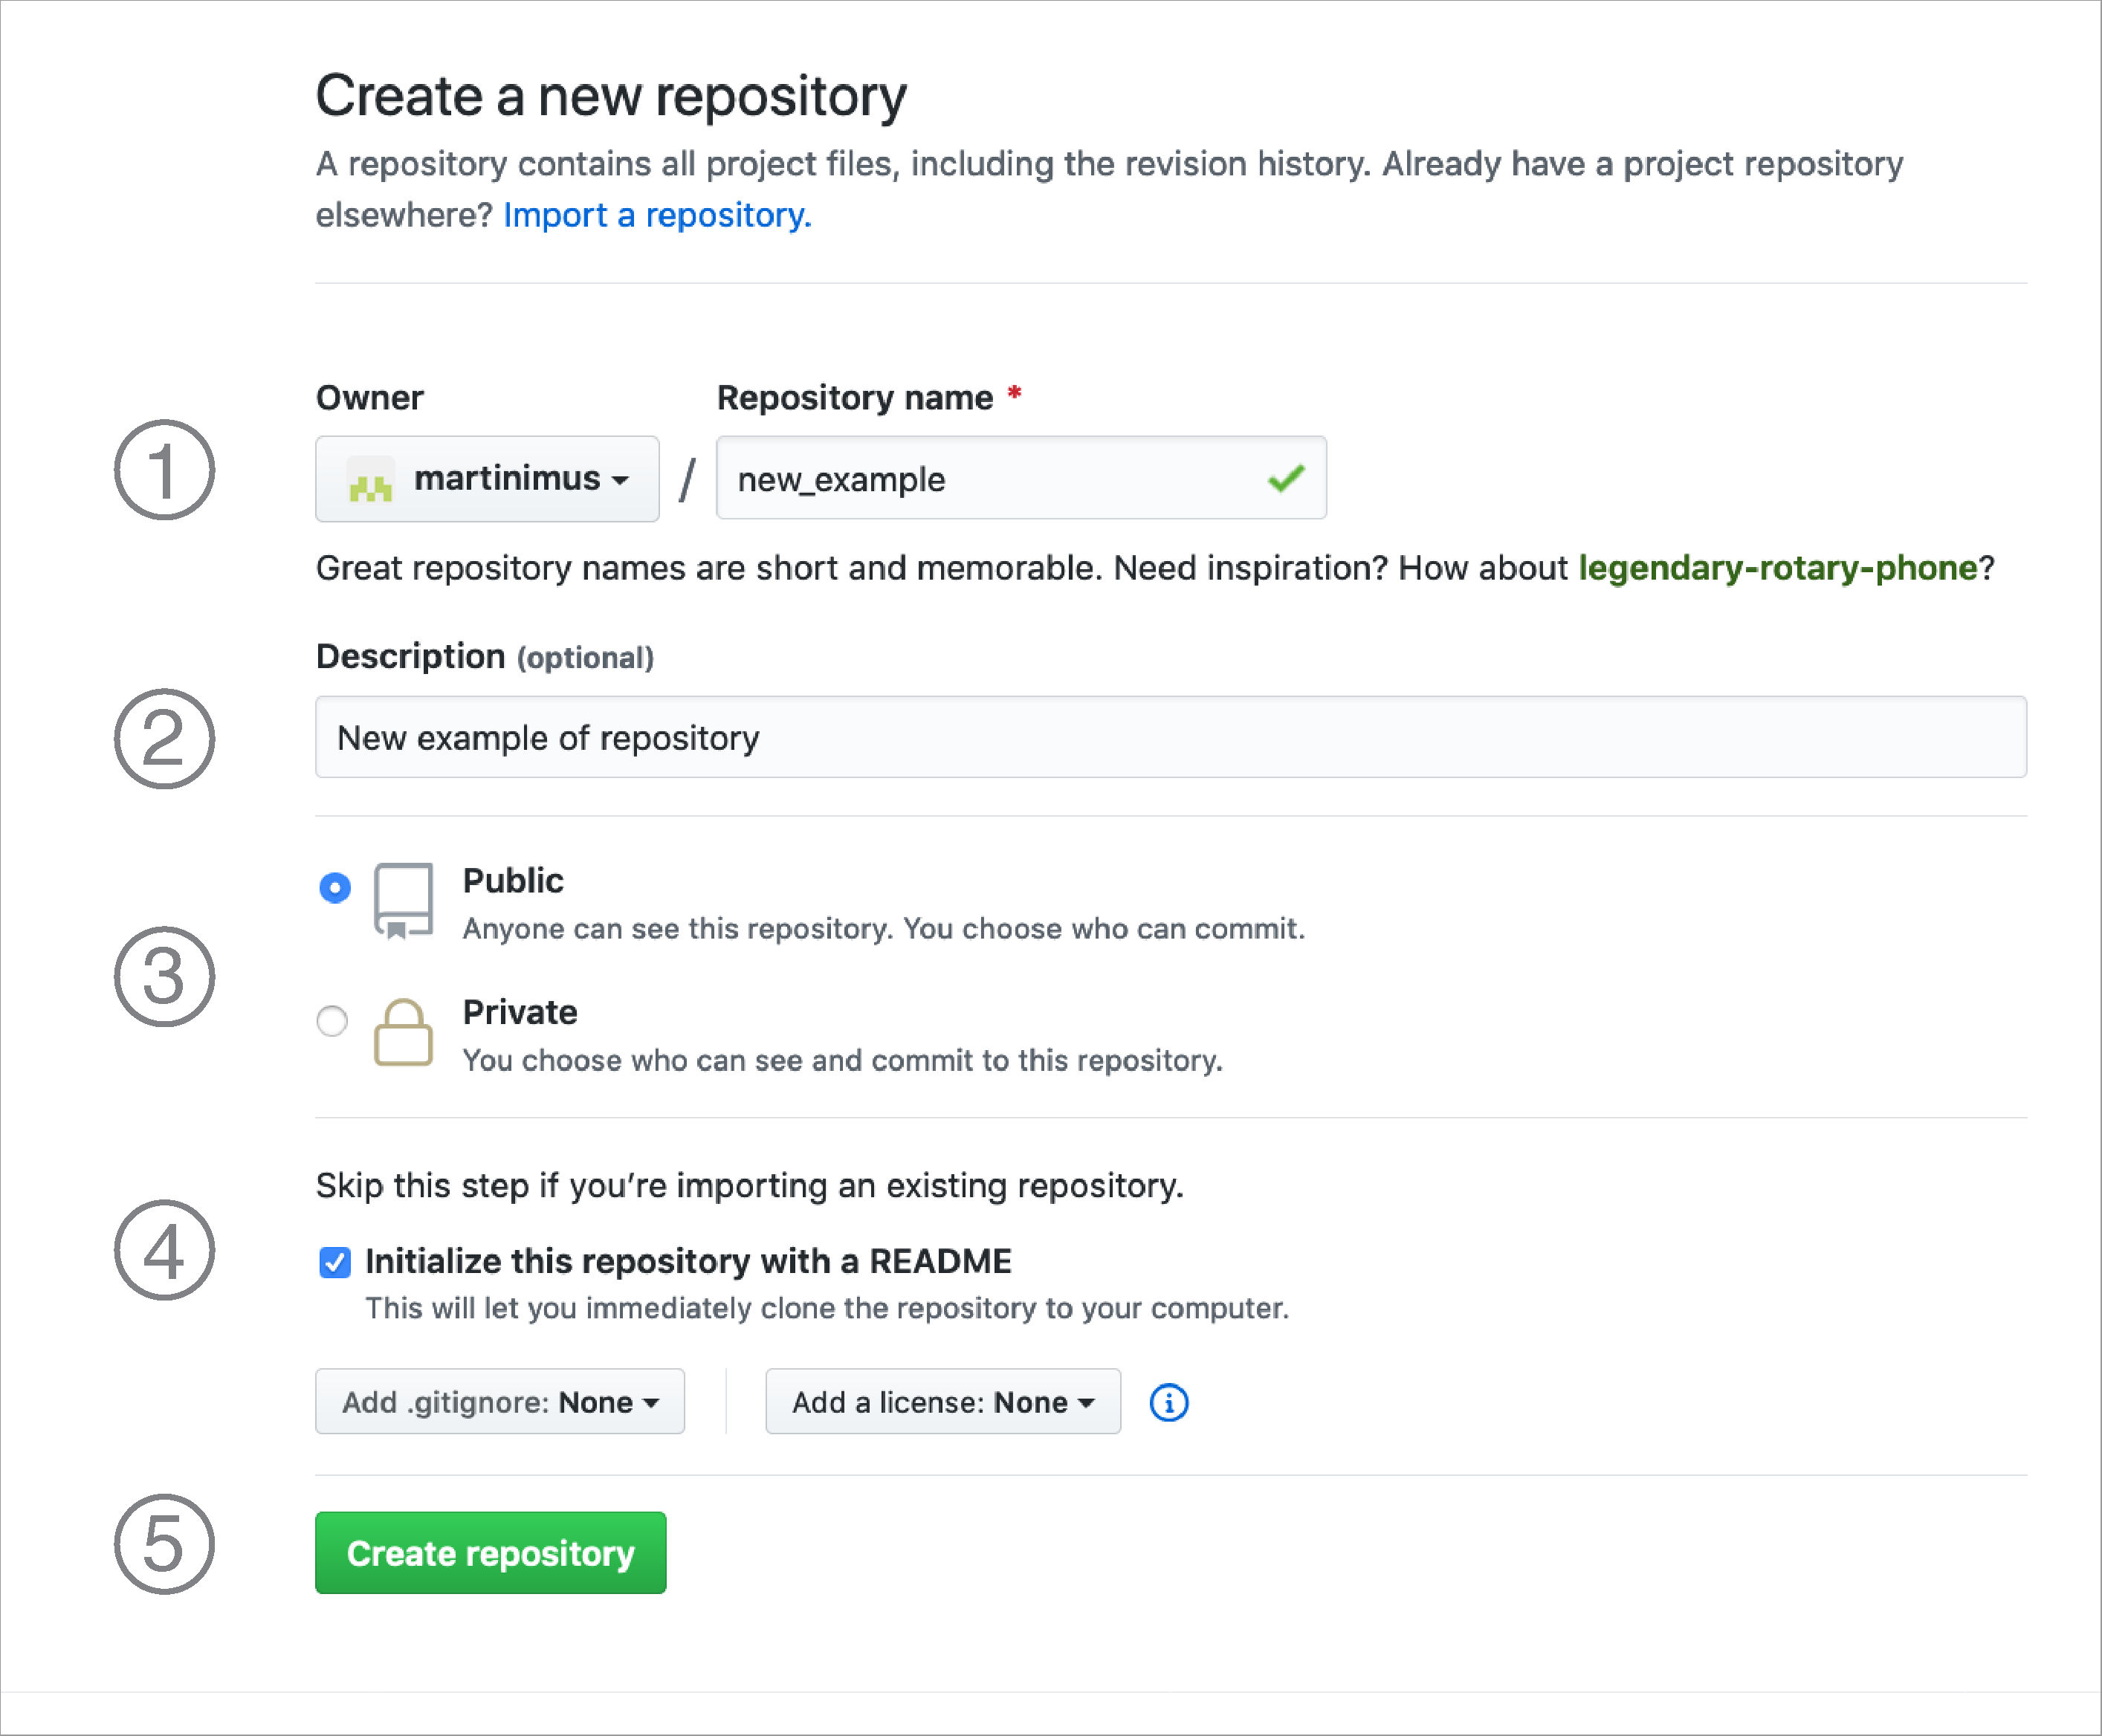 Create a new repository
A repository contains all project files, including the revision history. Already have a project repository
elsewhere? Import a repository.
Owner
Repository name *
1
martinimus / new_example
Great repository names are short and memorable. Need inspiration? How about legendary-rotary-phone?
Description (optional)
2
New example of repository
3
Public
Anyone can see this repository. You choose who can commit.
Private
You choose who can see and commit to this repository.
4
Skip this step if you’re importing an existing repository.
Initialize this repository with a README
This will let you immediately clone the repository to your computer.
Add .gitignore: None
Add a license: None
5
Create repository